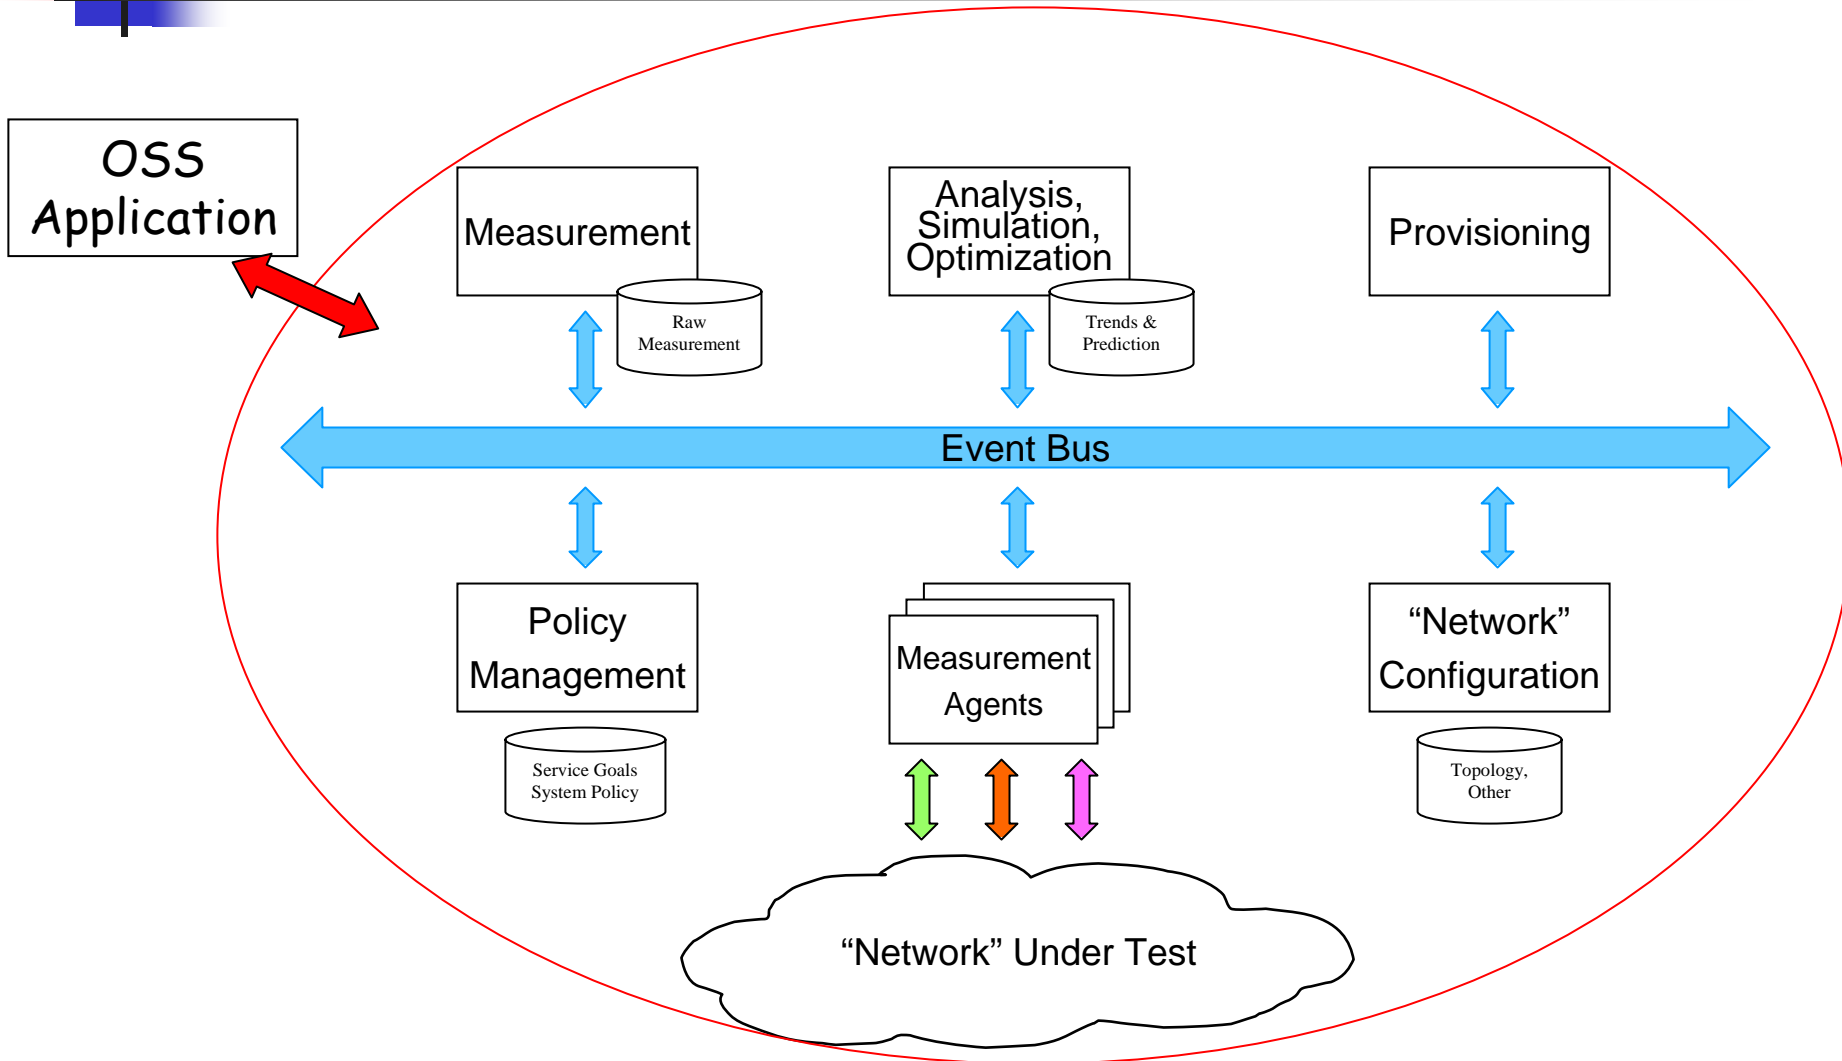 OSS
Application
Measurement
Raw
Measurement
Analysis,
Simulation,
Optimization
Trends &
Prediction
Provisioning
Event Bus
Policy
Management
Service Goals
System Policy
Measurement
Agents
“Network”
Configuration
Topology,
Other
“Network” Under Test